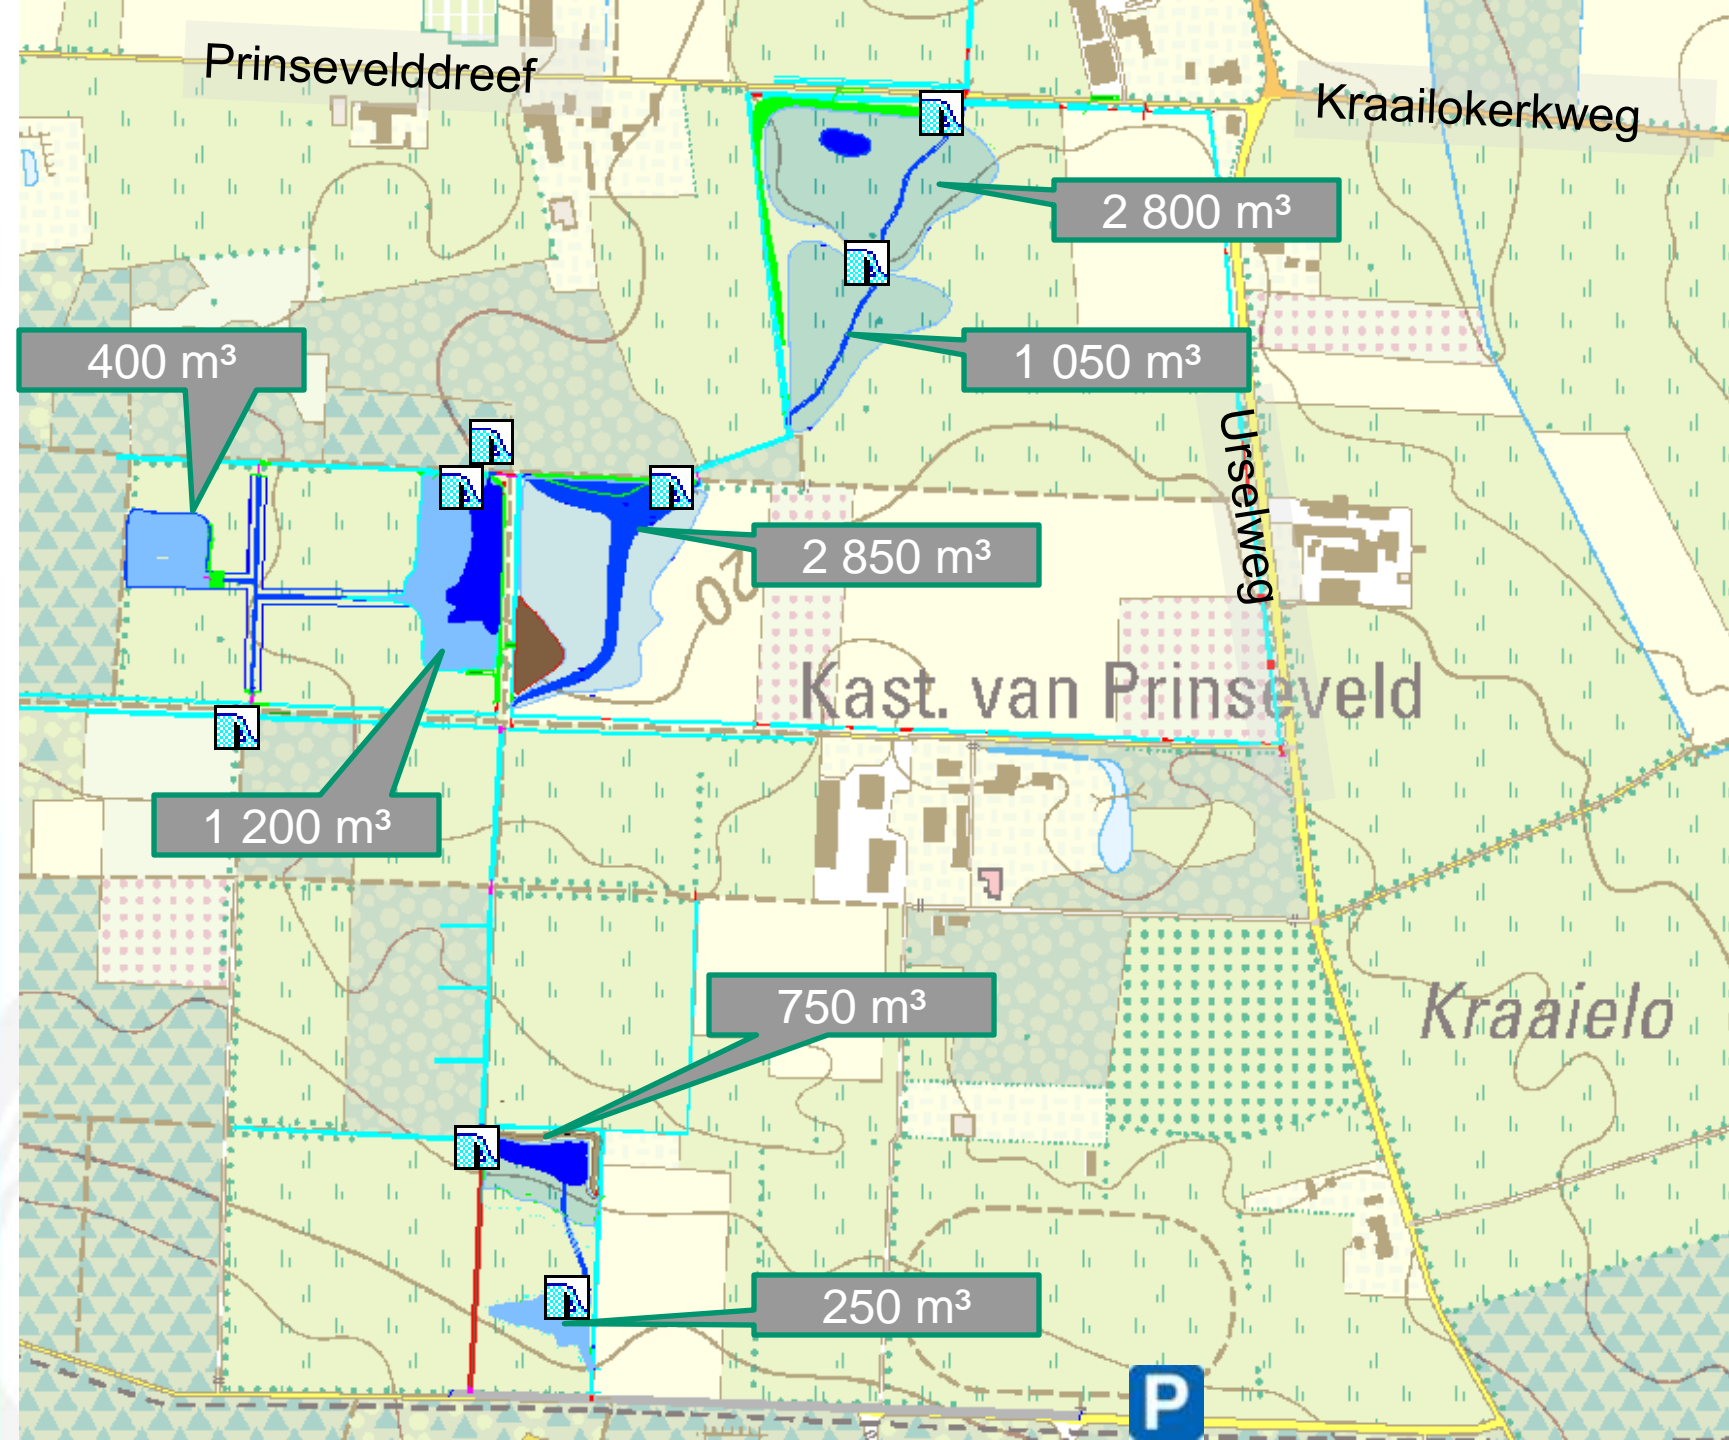 Prinsevelddreef
Kraailokerkweg
2 800 m³
1 050 m³
400 m³
Urselweg
2 850 m³
20
Kast. van Prinseveld
1 200 m³
750 m³
Kraaielo
250 m³
P